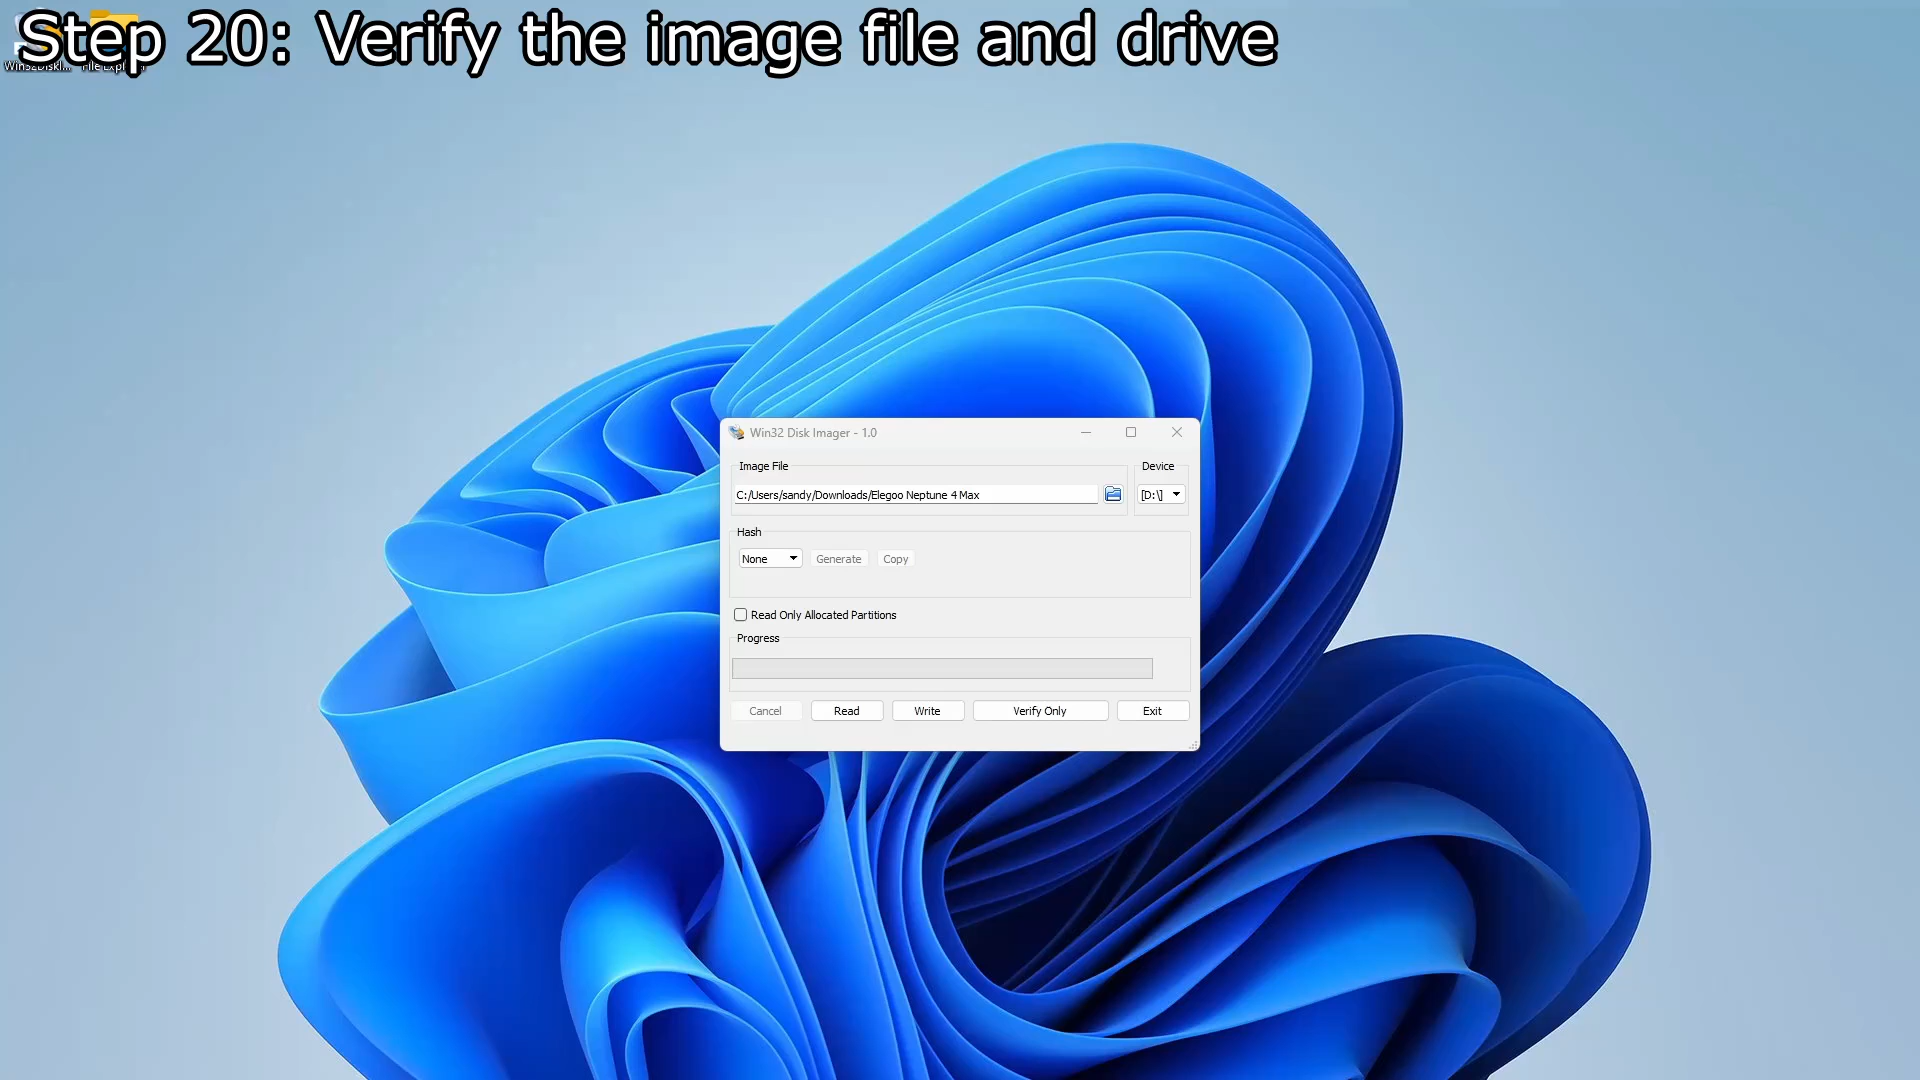 Step 20: Verify the image file and drive
Win32 Disk Imager - 1.0
Image File
Device
C:/Users/sandy/Downloads/Elegoo Neptune 4 Max
[D:\]
Hash
None
Generate
Copy
Read Only Allocated Partitions
Progress
Cancel
Read
Write
Verify Only
Exit